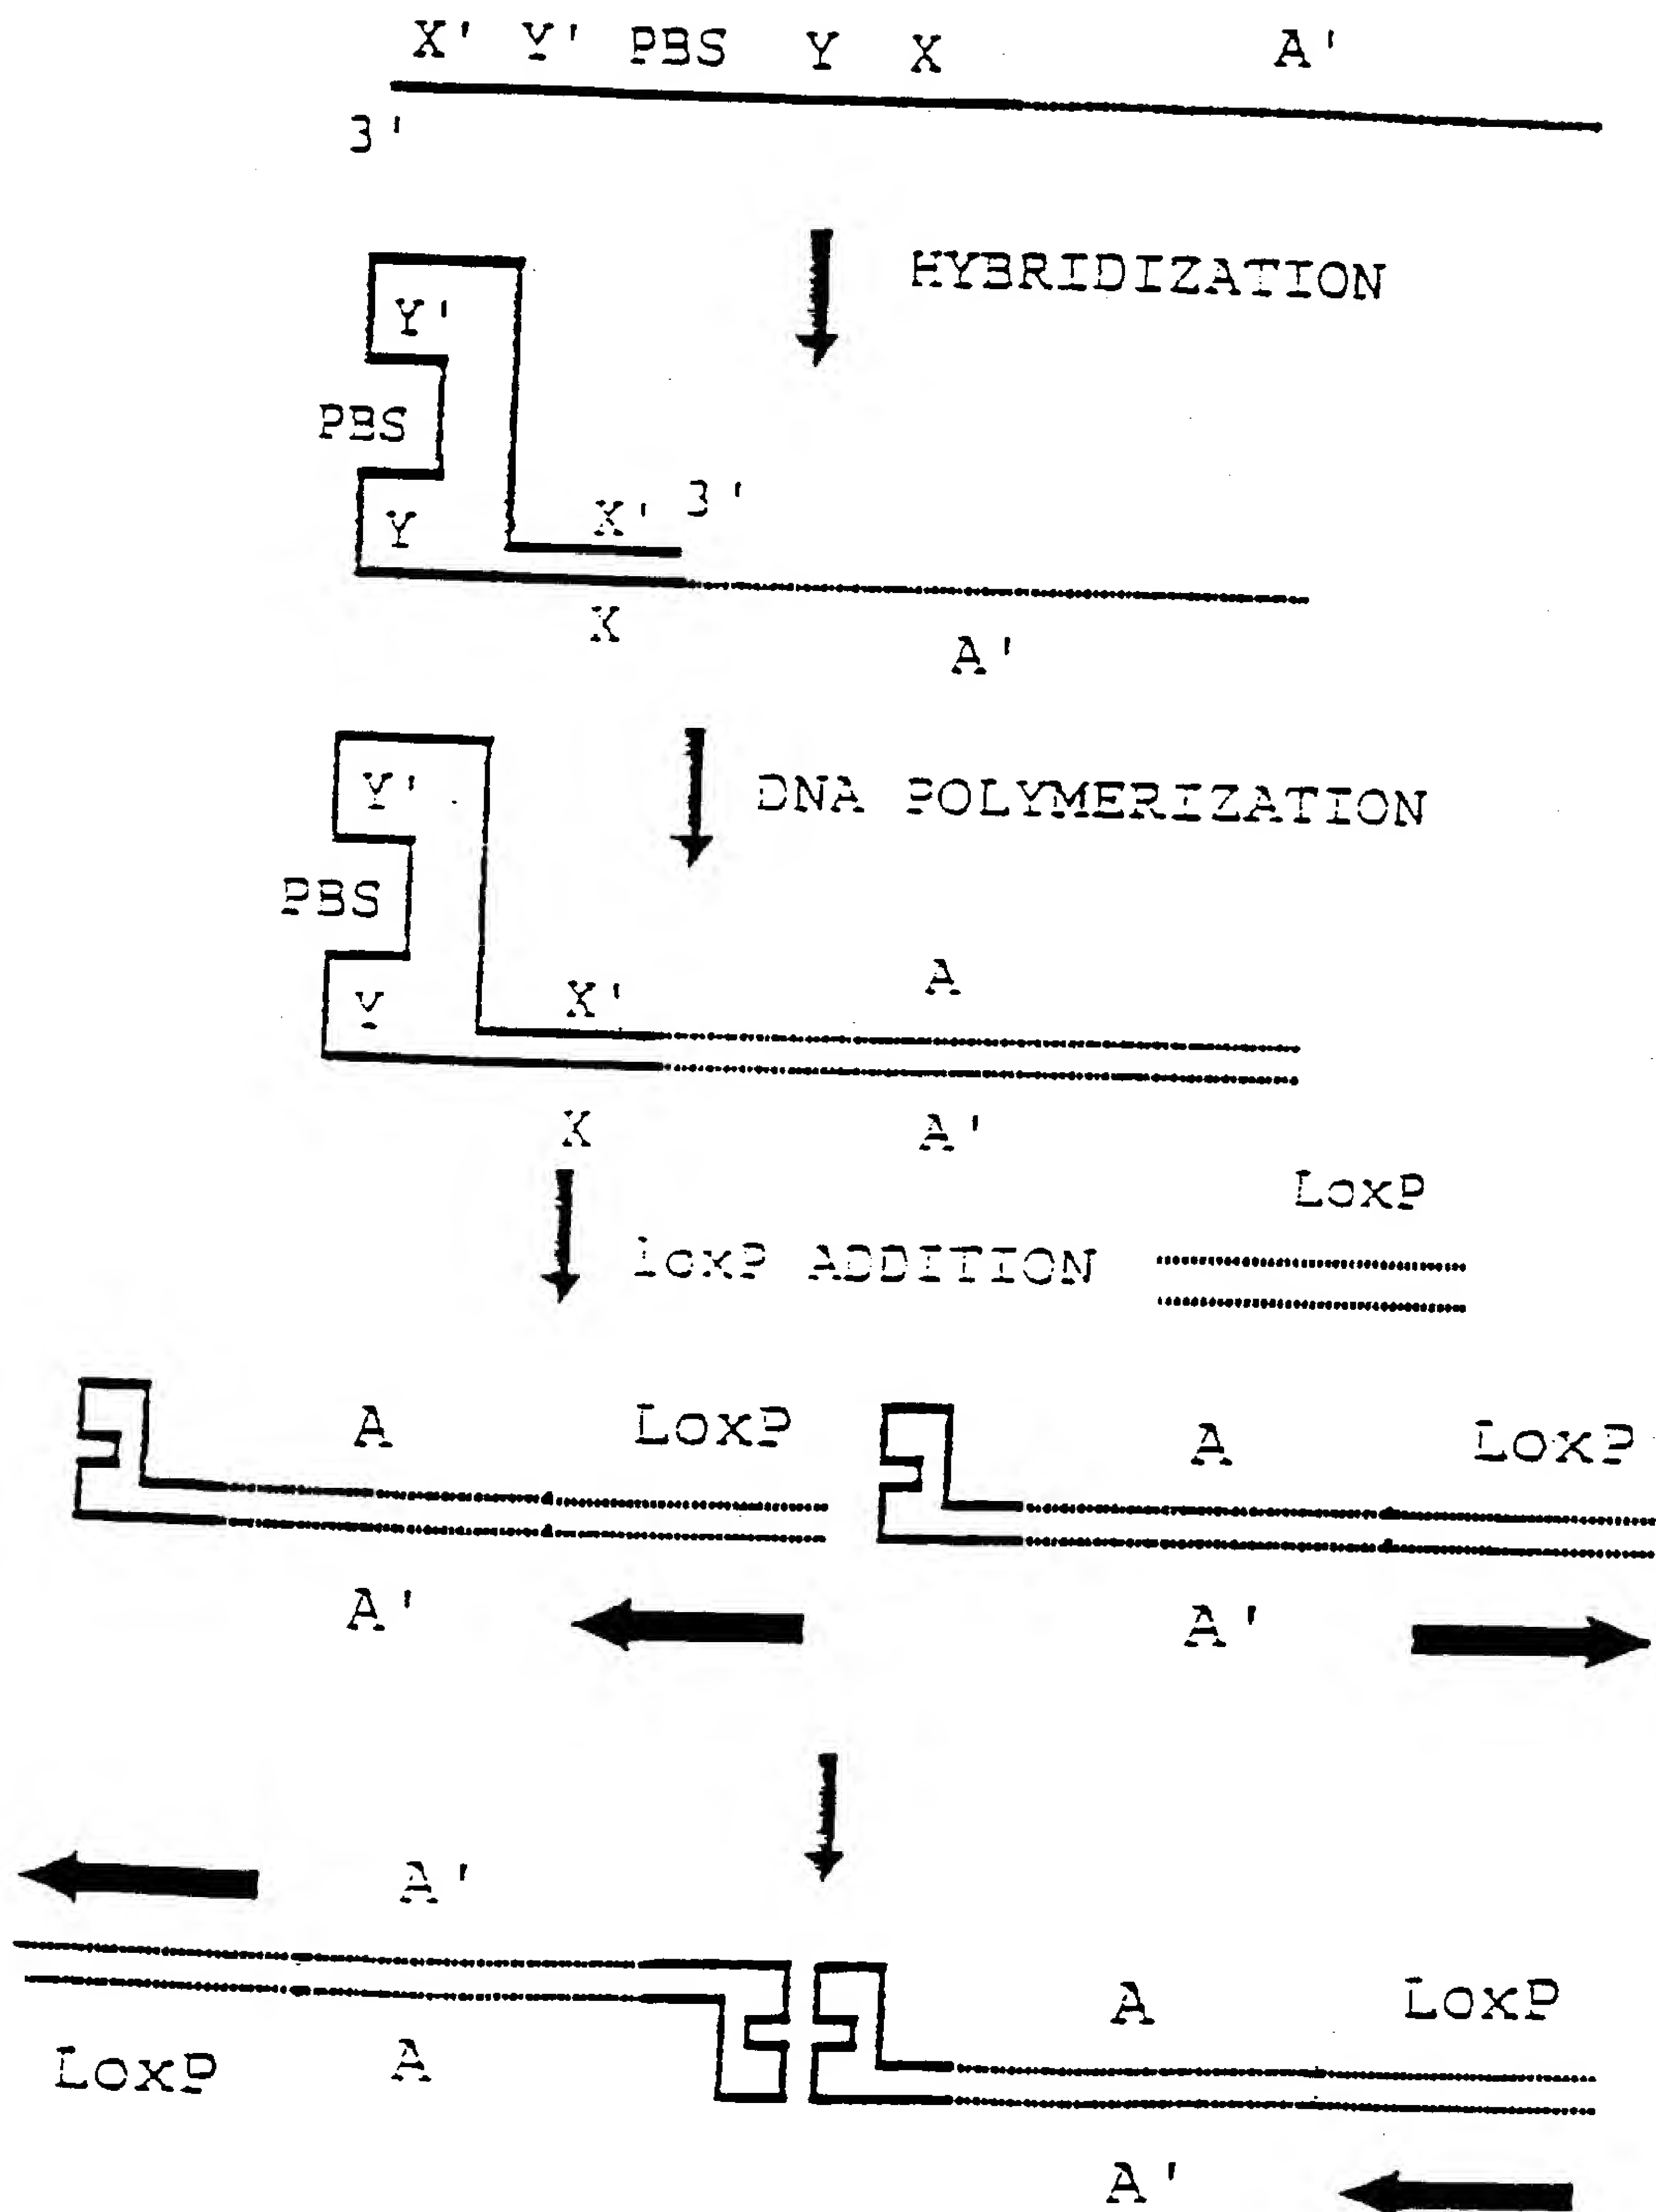 X' Y' PBS Y X A'
3'
HYBRIDIZATION
Y'
PBS
X' 3'
Y
X
A'
DNA POLYMERIZATION
Y'
PBS
A
X'
Y
X
A'
LoxP
loxP ADDITION
A LoxP A LoxP
A' A'
A'
A LoxP
LoxP A
A'